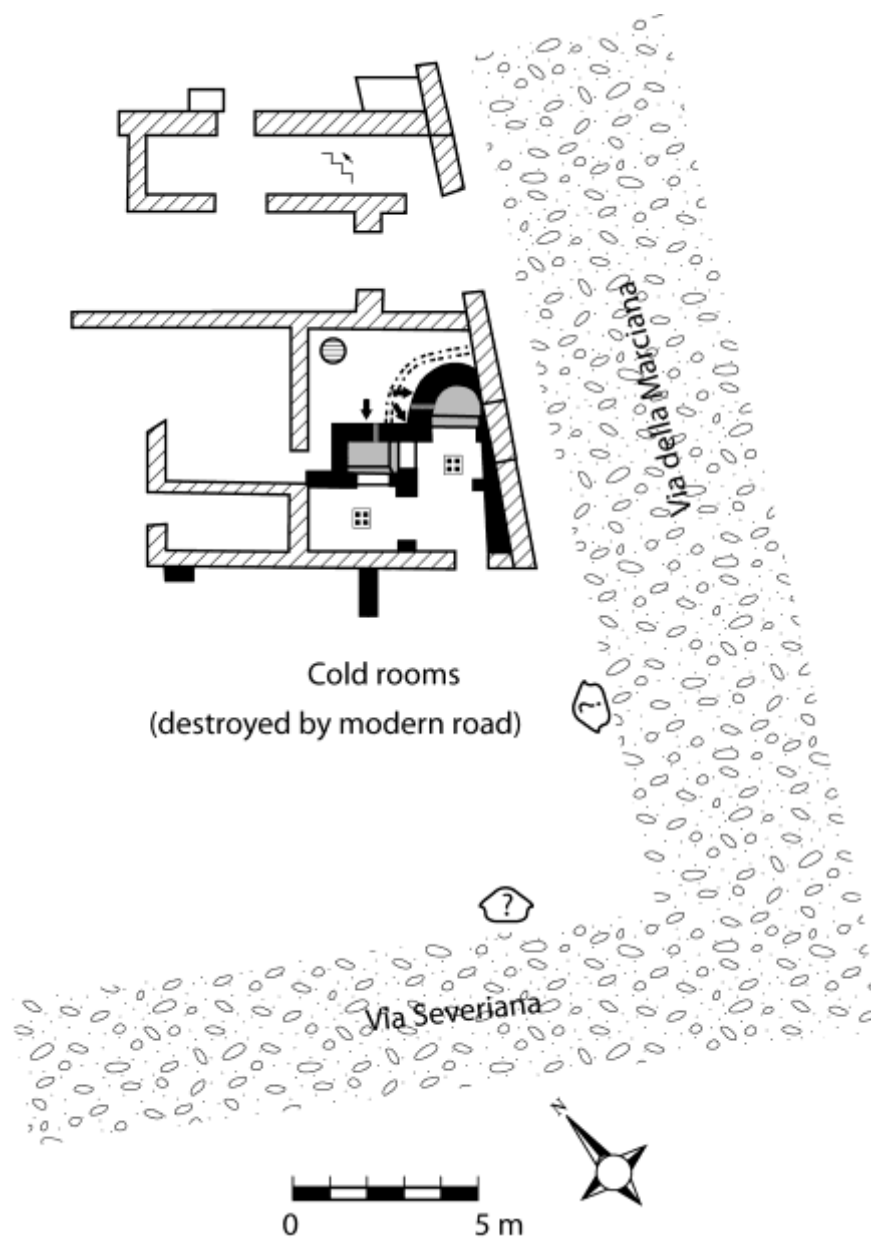 Via della Marciana
Cold rooms
(destroyed by modern road)
?
?
Via Severiana
N
0 5 m